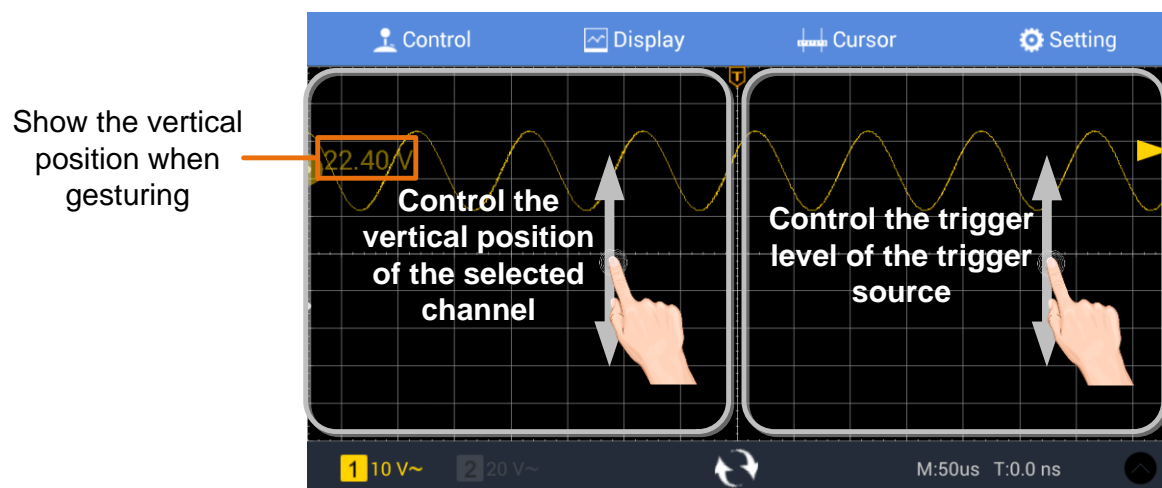 Control Display Cursor Setting
T
Show the vertical
position when
gesturing
22.40 V
Control the
vertical position
of the selected
channel
Control the trigger
level of the trigger
source
1 10 V~ 2 20 V~ M:50us T:0.0 ns